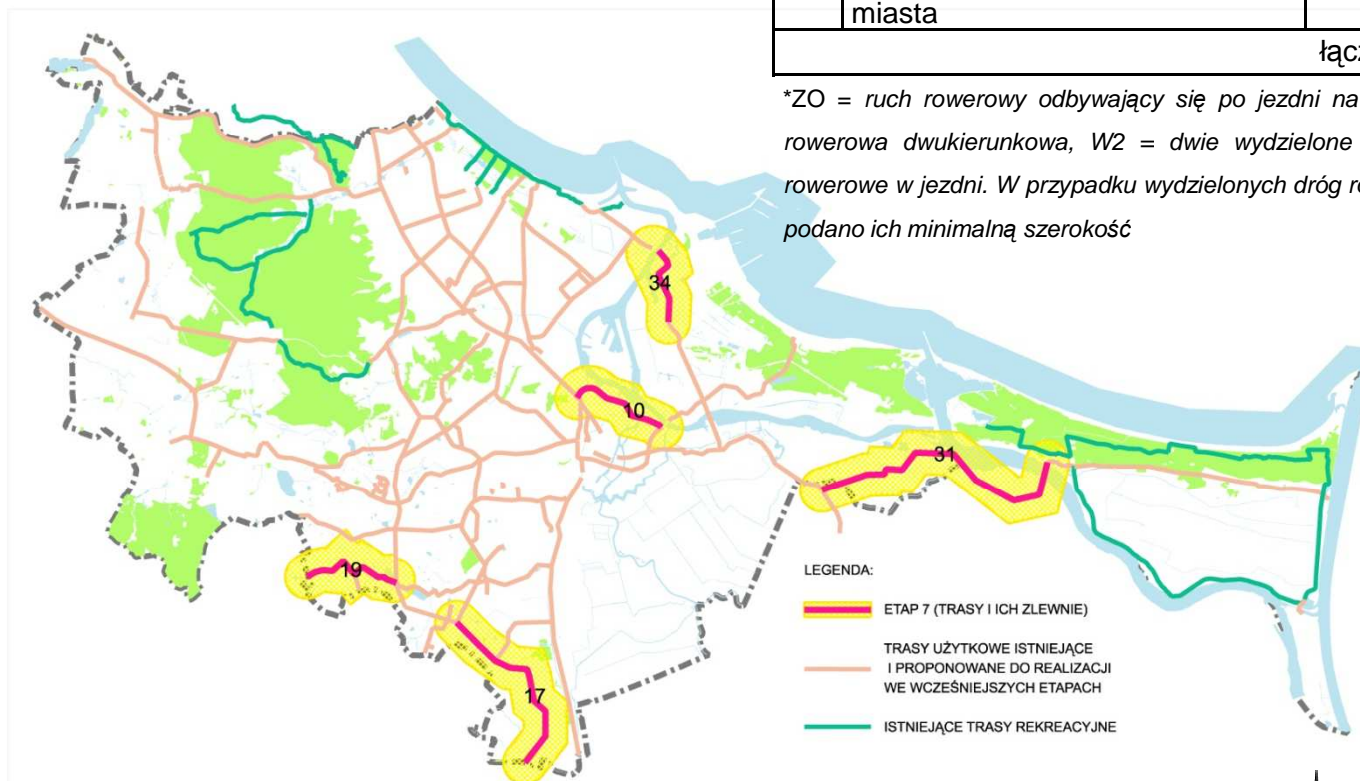 miasta
łącz
*ZO = ruch rowerowy odbywający się po jezdni na
rowerowa dwukierunkowa, W2 = dwie wydzielone
rowerowe w jezdni. W przypadku wydzielonych dróg ro
podano ich minimalną szerokość
34
10
31
19
17
LEGENDA:
ETAP 7 (TRASY I ICH ZLEWNIE)
TRASY UŻYTKOWE ISTNIEJĄCE
I PROPONOWANE DO REALIZACJI
WE WCZEŚNIEJSZYCH ETAPACH
ISTNIEJĄCE TRASY REKREACYJNE